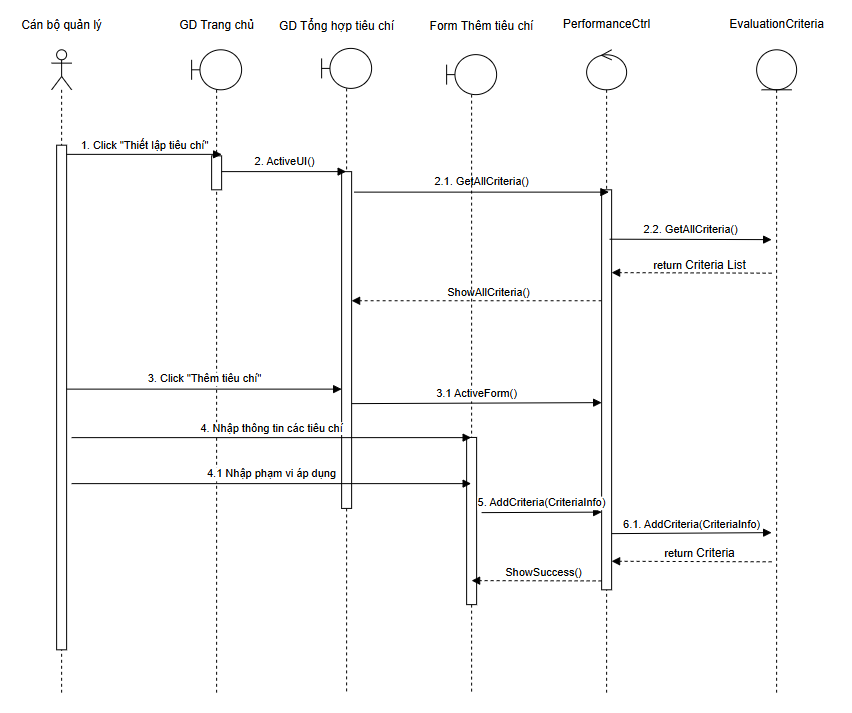 Cán bộ quản lý
GD Trang chủ
GD Tổng hợp tiêu chí
Form Thêm tiêu chí
PerformanceCtrl
EvaluationCriteria
1. Click "Thiết lập tiêu chí"
2. ActiveUI()
2.1. GetAllCriteria()
2.2. GetAllCriteria()
return Criteria List
ShowAllCriteria()
3. Click "Thêm tiêu chí"
3.1 ActiveForm()
4. Nhập thông tin các tiêu chí
4.1 Nhập phạm vi áp dụng
5. AddCriteria(CriteriaInfo)
6.1. AddCriteria(CriteriaInfo)
return Criteria
ShowSuccess()